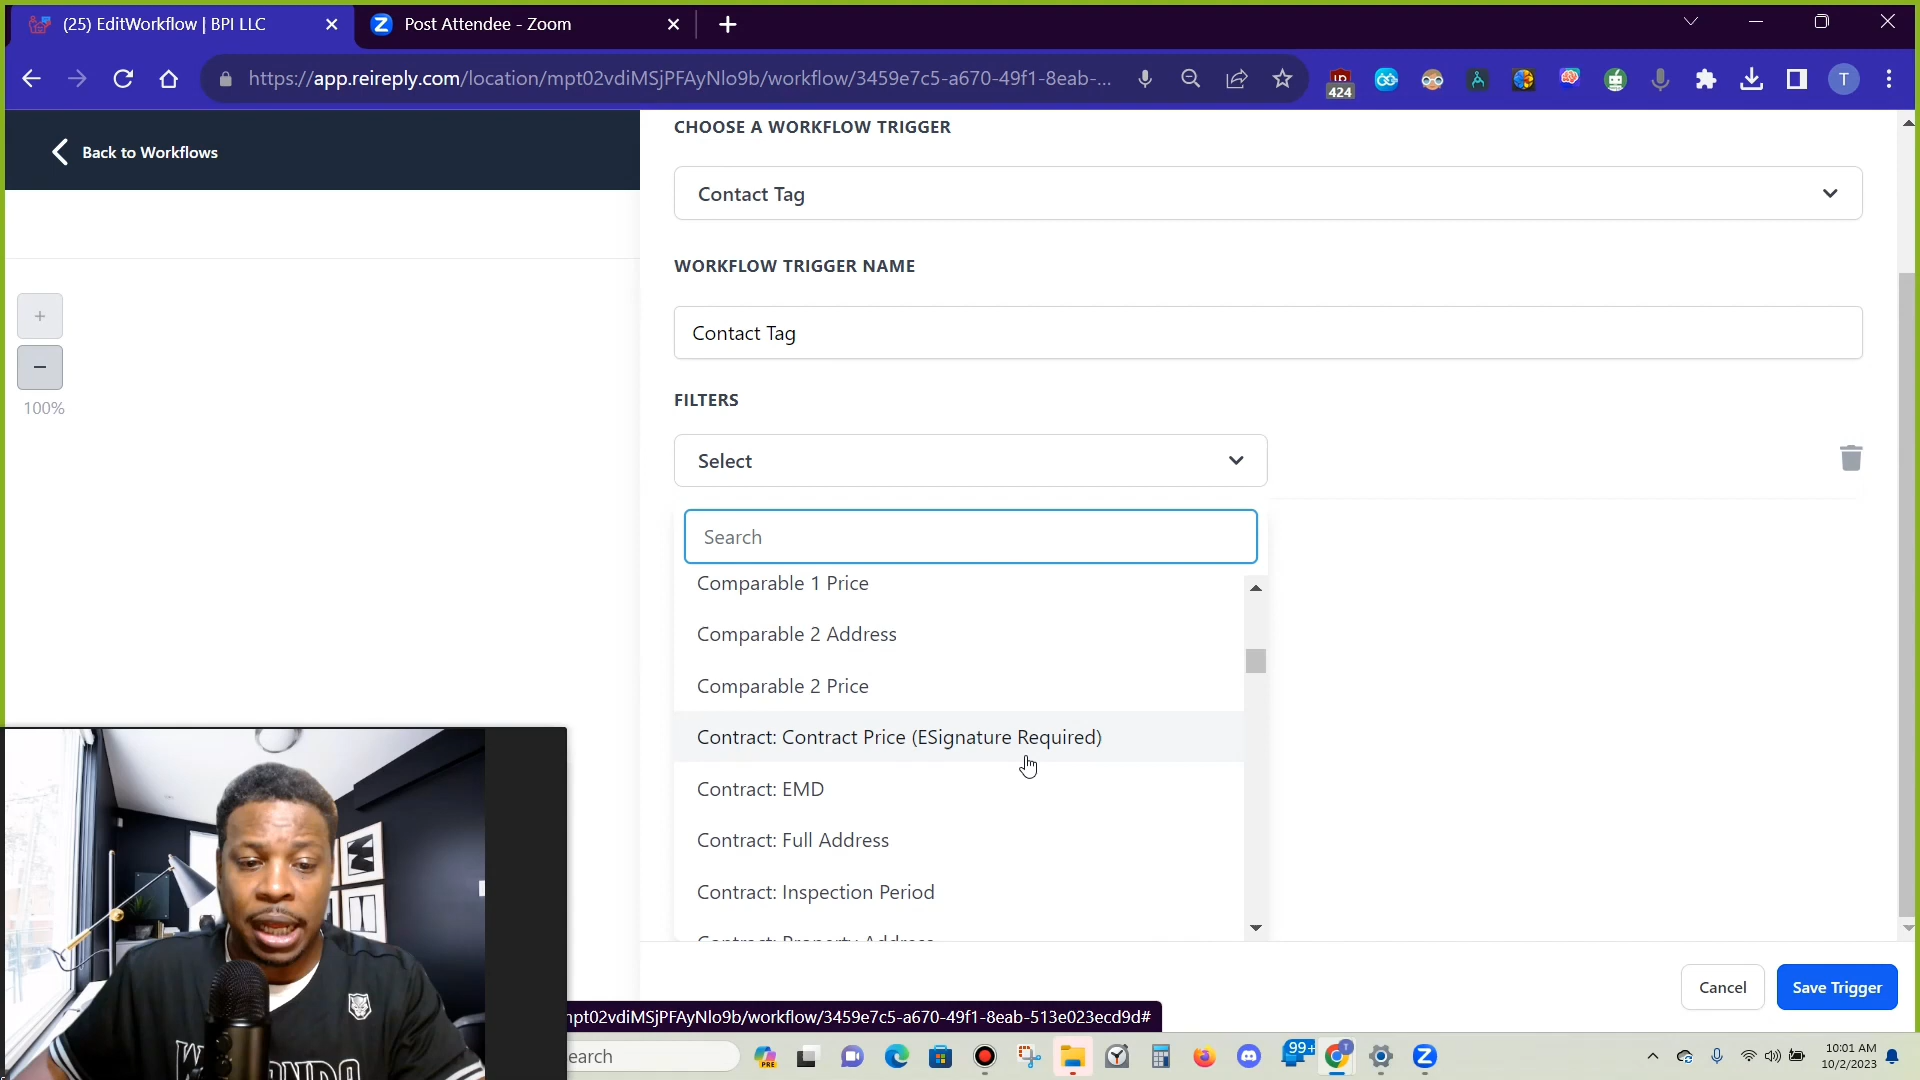 (25) EditWorkflow | BPI LLC
Post Attendee - Zoom
https://app.reireply.com/location/mpt02vdiMSjPFAyNlo9b/workflow/3459e7c5-a670-49f1-8eab-...
424
T
Back to Workflows
CHOOSE A WORKFLOW TRIGGER
Contact Tag
WORKFLOW TRIGGER NAME
Contact Tag
FILTERS
Select
Search
Comparable 1 Price
Comparable 2 Address
Comparable 2 Price
Contract: Contract Price (ESignature Required)
Contract: EMD
Contract: Full Address
Contract: Inspection Period
Contract: Property Address
100%
Cancel
Save Trigger
npt02vdiMSjPFAyNlo9b/workflow/3459e7c5-a670-49f1-8eab-513e023ecd9d#
earch
PRE
99+
T
10:01 AM
10/2/2023